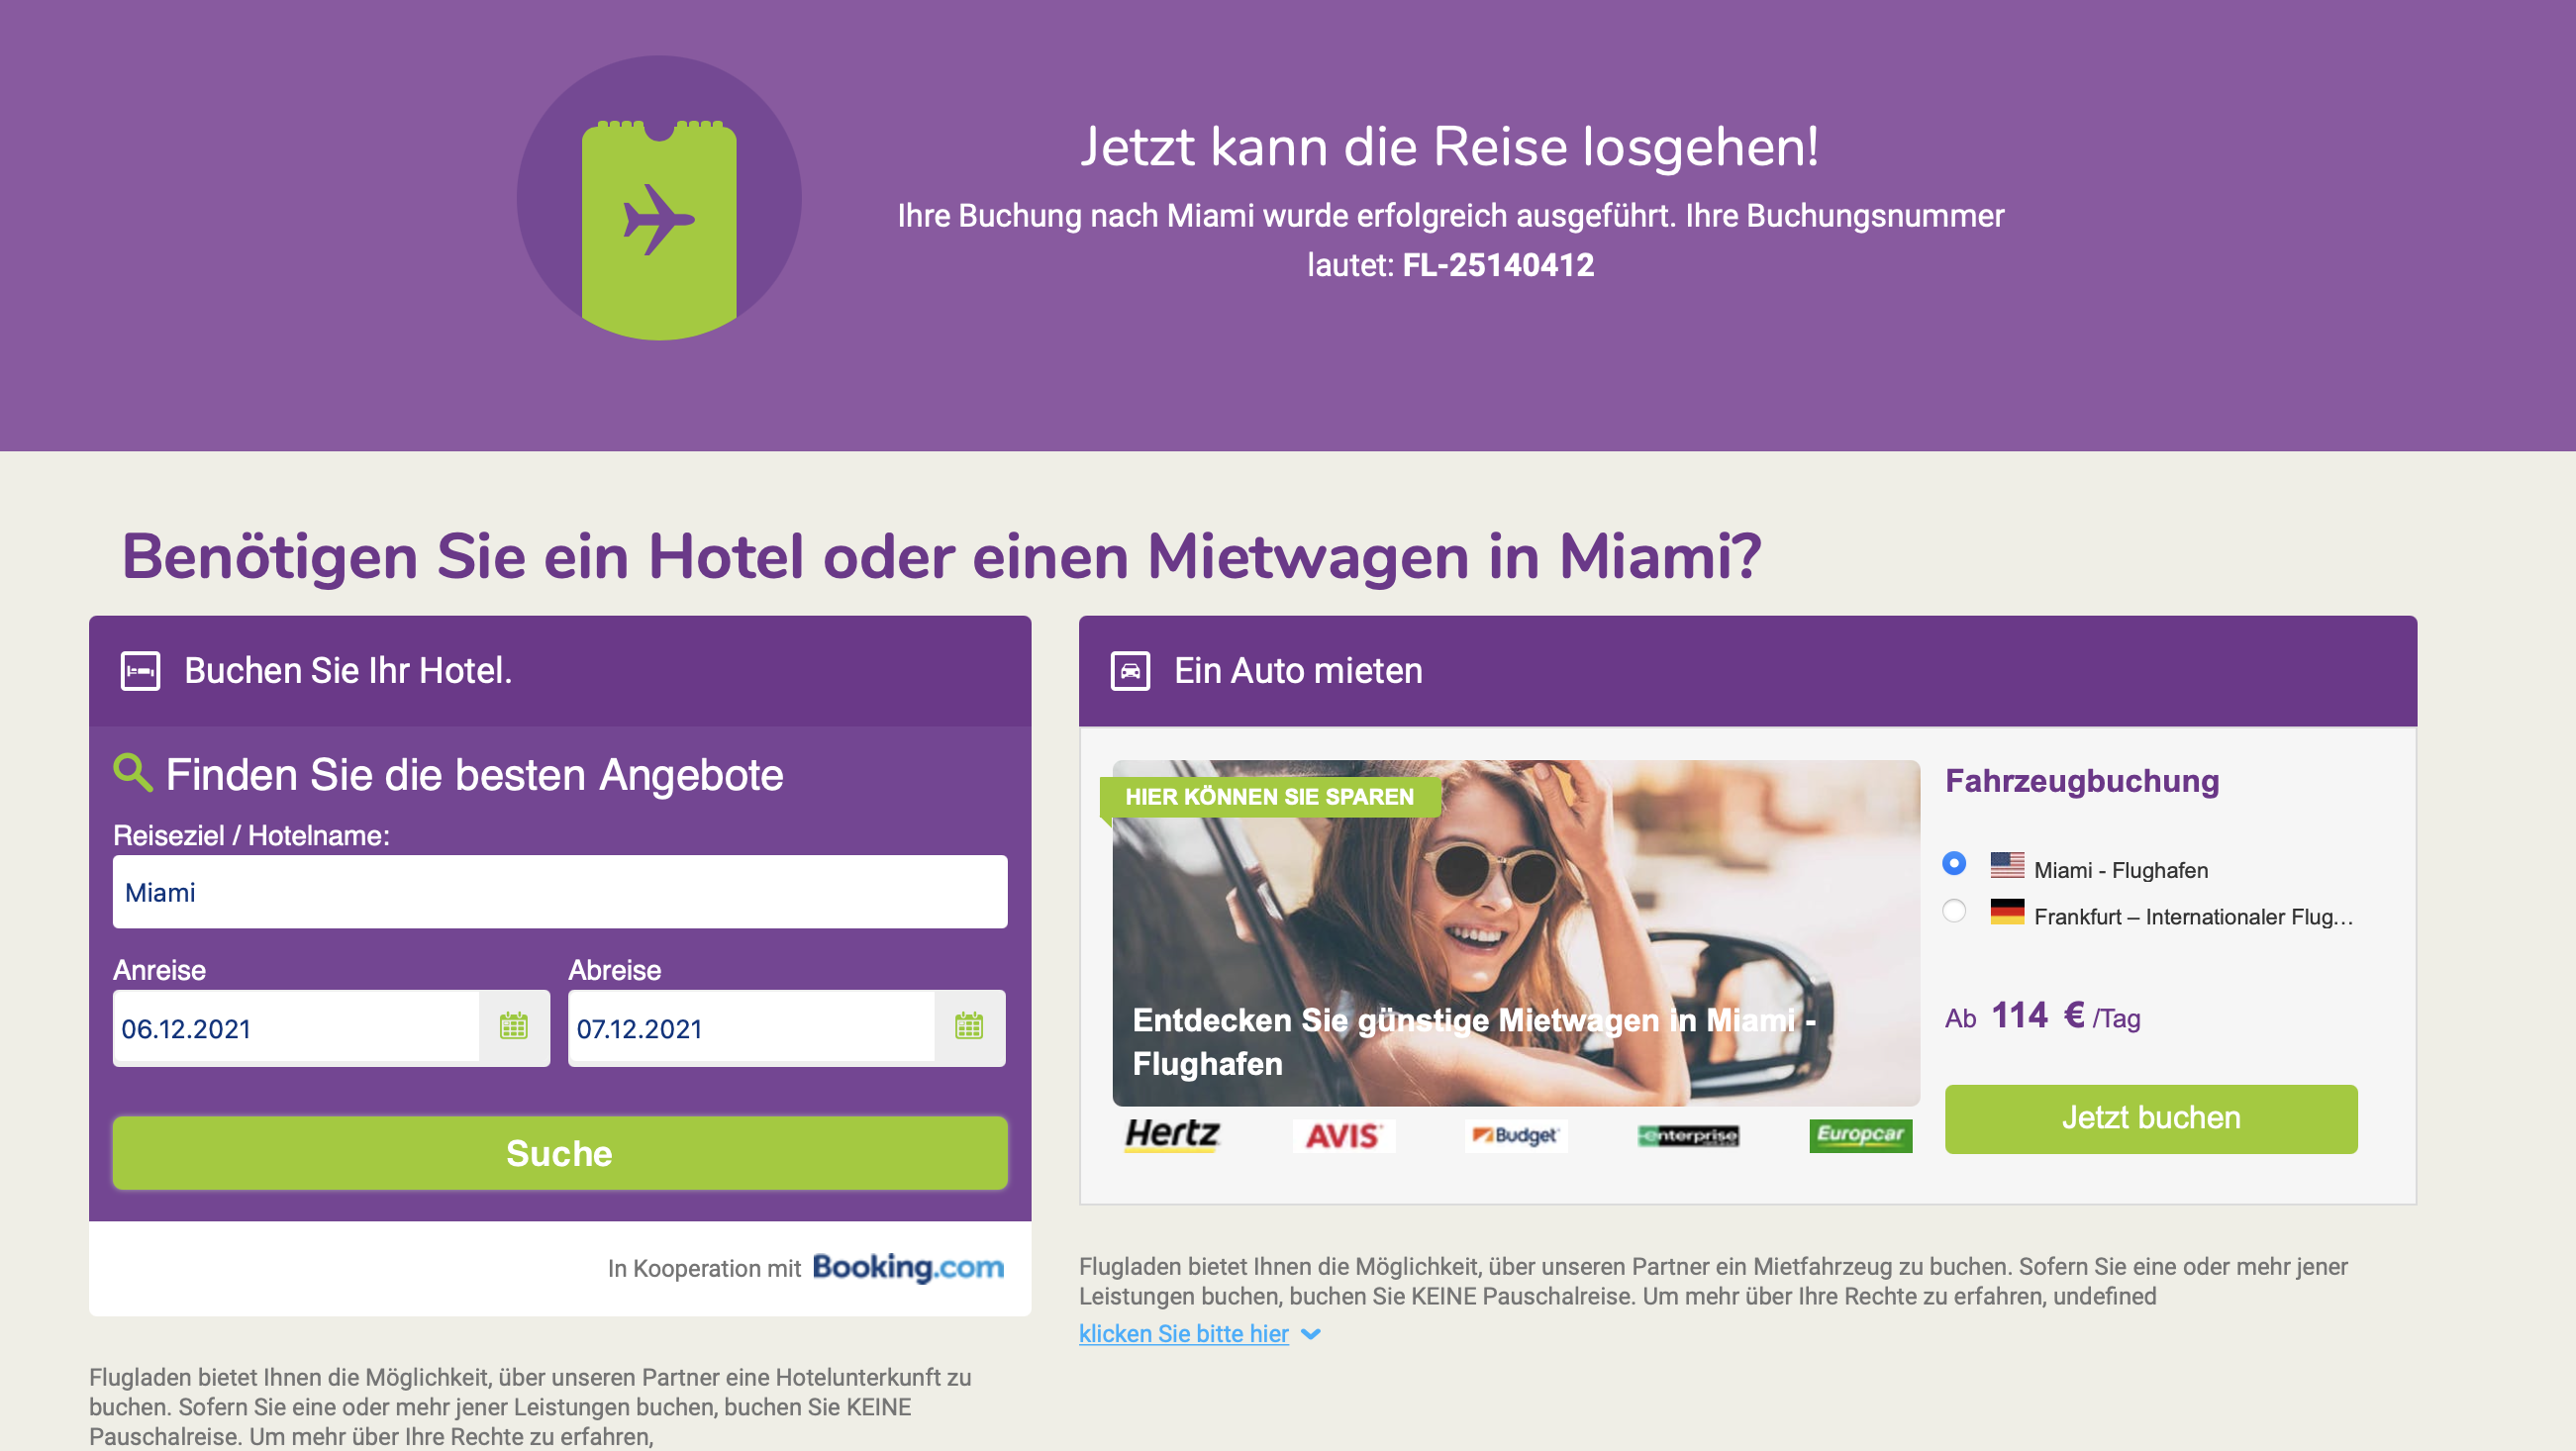 Jetzt kann die Reise losgehen!
Ihre Buchung nach Miami wurde erfolgreich ausgeführt. Ihre Buchungsnummer
lautet: FL-25140412
Benötigen Sie ein Hotel oder einen Mietwagen in Miami?
Buchen Sie Ihr Hotel.
Finden Sie die besten Angebote
Reiseziel / Hotelname:
Miami
Anreise
Abreise
06.12.2021
07.12.2021
Suche
In Kooperation mit Booking.com
Flugladen bietet Ihnen die Möglichkeit, über unseren Partner eine Hotelunterkunft zu
buchen. Sofern Sie eine oder mehr jener Leistungen buchen, buchen Sie KEINE
Pauschalreise. Um mehr über Ihre Rechte zu erfahren,
Ein Auto mieten
HIER KÖNNEN SIE SPAREN
Entdecken Sie günstige Mietwagen in Miami -
Flughafen
Hertz
AVIS
Budget
enterprise
Europcar
Fahrzeugbuchung
Miami - Flughafen
Frankfurt – Internationaler Flug...
Ab 114 € /Tag
Jetzt buchen
Flugladen bietet Ihnen die Möglichkeit, über unseren Partner ein Mietfahrzeug zu buchen. Sofern Sie eine oder mehr jener
Leistungen buchen, buchen Sie KEINE Pauschalreise. Um mehr über Ihre Rechte zu erfahren, undefined
klicken Sie bitte hier